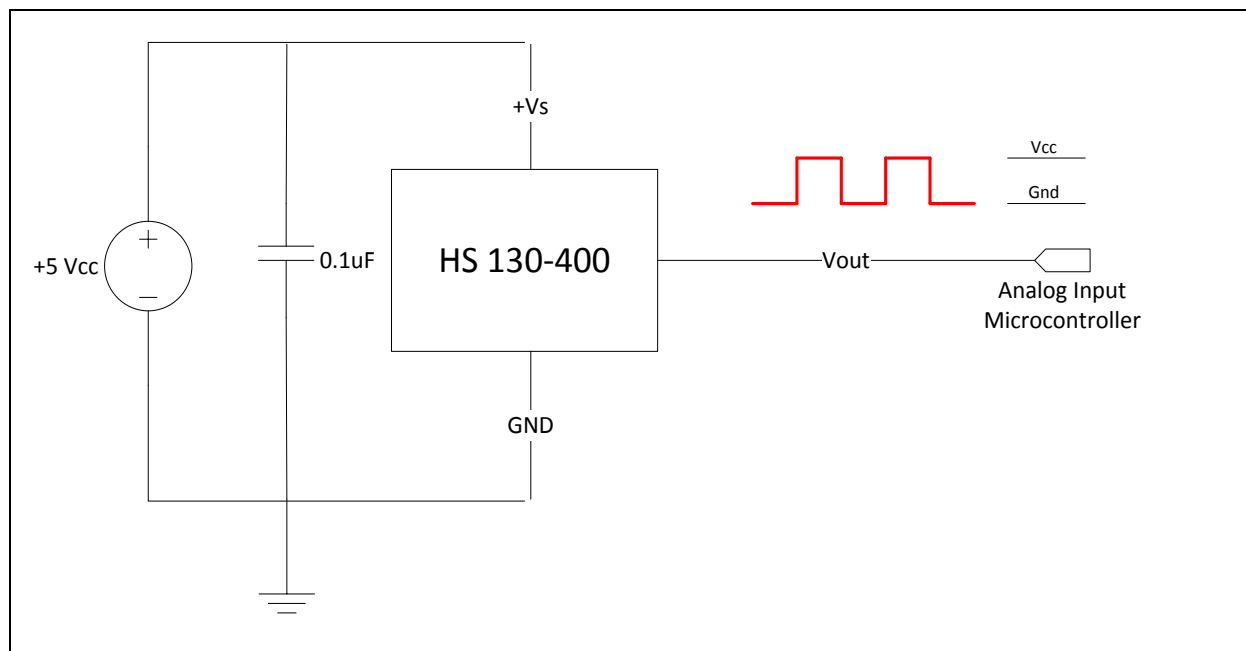 +Vs
Vcc
Gnd
+5 Vcc
+
−
0.1uF
HS 130-400
Vout
Analog Input
Microcontroller
GND